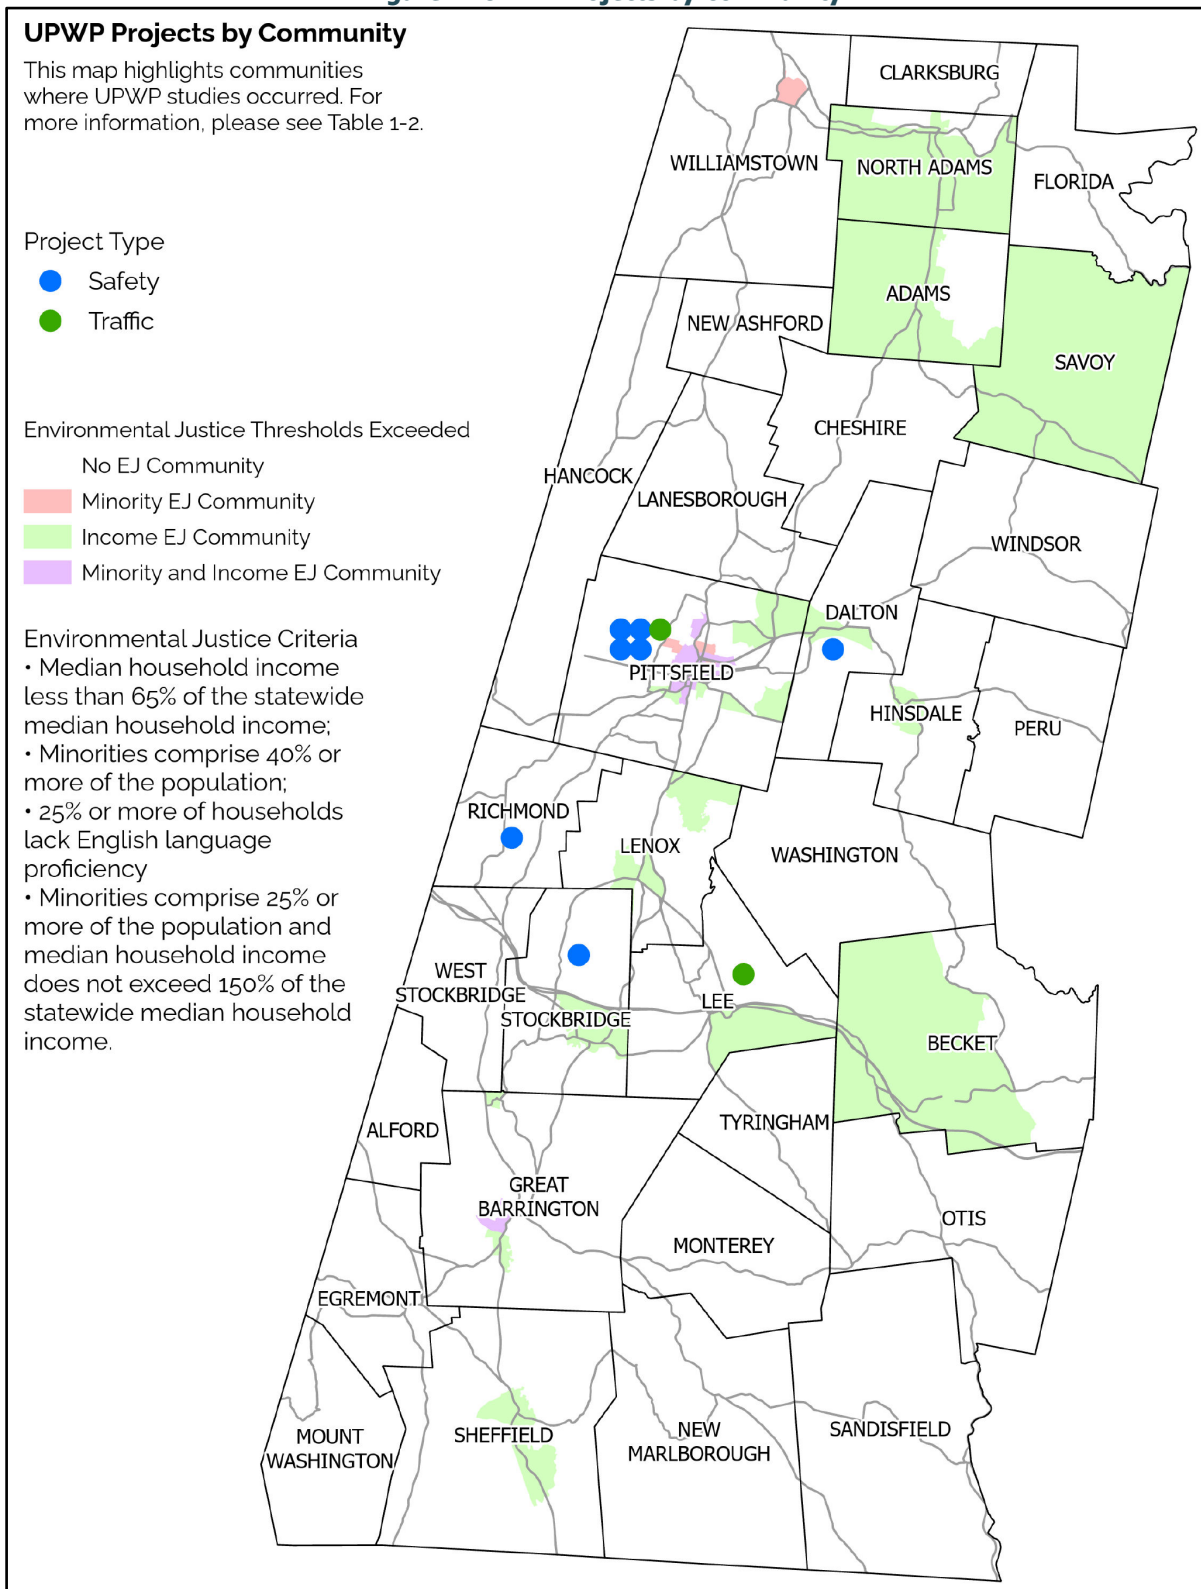 UPWP Projects by Community
This map highlights communities
where UPWP studies occurred. For
more information, please see Table 1-2.
Project Type
Safety
Traffic
Environmental Justice Thresholds Exceeded
No EJ Community
Minority EJ Community
Income EJ Community
Minority and Income EJ Community
Environmental Justice Criteria
• Median household income
less than 65% of the statewide
median household income;
• Minorities comprise 40% or
more of the population;
• 25% or more of households
lack English language
proficiency
• Minorities comprise 25% or
more of the population and
median household income
does not exceed 150% of the
statewide median household
income.
CLARKSBURG
WILLIAMSTOWN
NORTH ADAMS
FLORIDA
ADAMS
NEW ASHFORD
SAVOY
CHESHIRE
HANCOCK
LANESBOROUGH
WINDSOR
DALTON
PITTSFIELD
HINSDALE
PERU
RICHMOND
LENOX
WASHINGTON
WEST
STOCKBRIDGE
LEE
STOCKBRIDGE
BECKET
TYRINGHAM
ALFORD
GREAT
BARRINGTON
OTIS
MONTEREY
EGREMONT
MOUNT
WASHINGTON
SHEFFIELD
NEW
MARLBOROUGH
SANDISFIELD